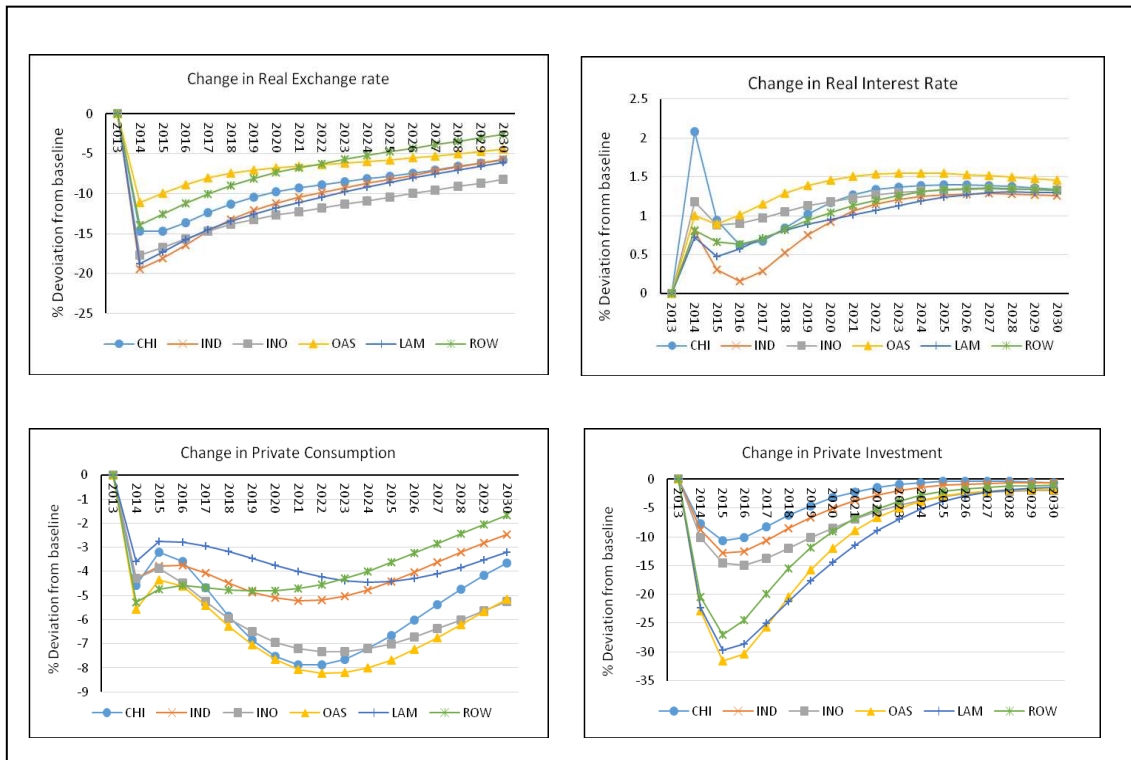 Change in Real Exchange rate
% Devoiation from baseline
0
-5
-10
-15
-20
-25
2013 2014 2015 2016 2017 2018 2019 2020 2021 2022 2023 2024 2025 2026 2027 2028 2029 2030
CHI IND INO OAS LAM ROW
Change in Real Interest Rate
% Deviation fronm baseline
2.5
2
1.5
1
0.5
0
2013 2014 2015 2016 2017 2018 2019 2020 2021 2022 2023 2024 2025 2026 2027 2028 2029 2030
CHI IND INO OAS LAM ROW
Change in Private Consumption
% Deviation from baseline
0
-1
-2
-3
-4
-5
-6
-7
-8
-9
2013 2014 2015 2016 2017 2018 2019 2020 2021 2022 2023 2024 2025 2026 2027 2028 2029 2030
CHI IND INO OAS LAM ROW
Change in Private Investment
% Deviation from baseline
0
-5
-10
-15
-20
-25
-30
-35
2013 2014 2015 2016 2017 2018 2019 2020 2021 2022 2023 2024 2025 2026 2027 2028 2029 2030
CHI IND INO OAS LAM ROW